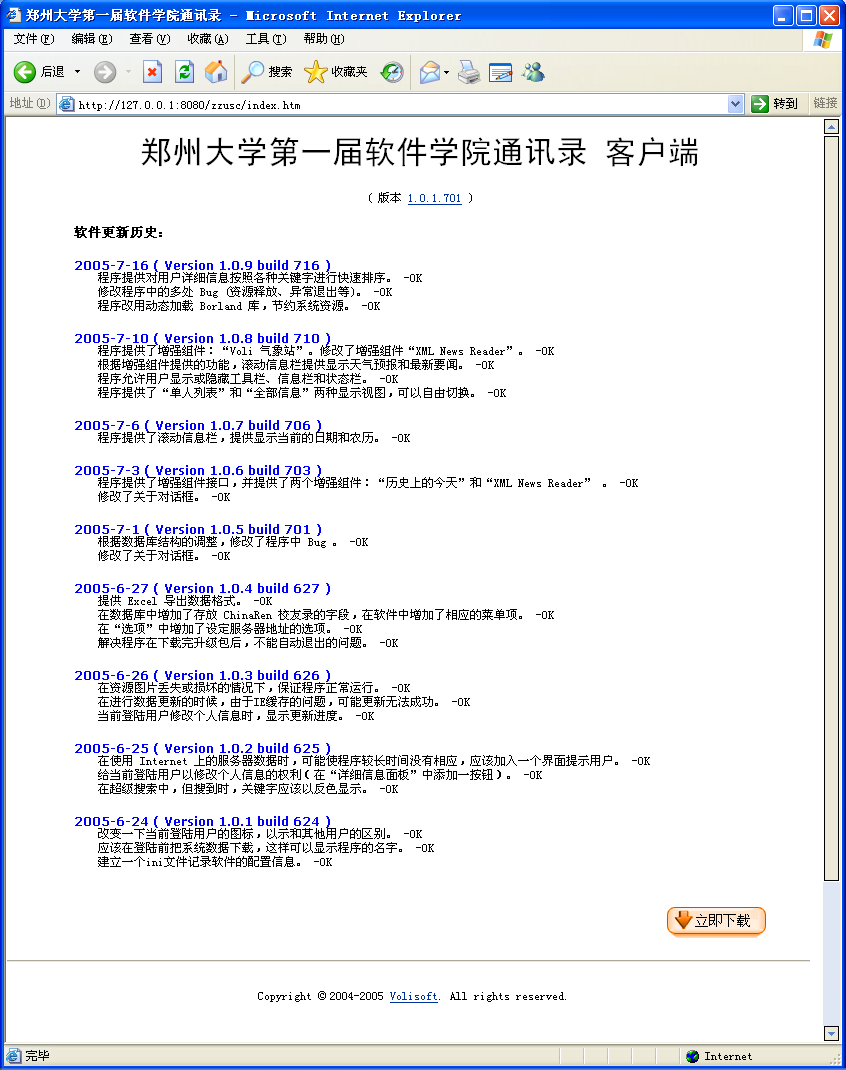 郑州大学第一届软件学院通讯录 - Microsoft Internet Explorer
文件(F) 编辑(E) 查看(V) 收藏(A) 工具(T) 帮助(H)
后退 搜索 收藏夹
地址(D) http://127.0.0.1:8080/zzusc/index.htm 转到 链接
郑州大学第一届软件学院通讯录 客户端
( 版本 1.0.1.701 )
软件更新历史:
2005-7-16 ( Version 1.0.9 build 716 )
程序提供对用户详细信息按照各种关键字进行快速排序。 -OK
修改程序中的多处 Bug (资源释放、异常退出等)。 -OK
程序改用动态加载 Borland 库,节约系统资源。 -OK
2005-7-10 ( Version 1.0.8 build 710 )
程序提供了增强组件:“Voli 气象站”。修改了增强组件“XML News Reader”。 -OK
根据增强组件提供的功能,滚动信息栏提供显示天气预报和最新要闻。 -OK
程序允许用户显示或隐藏工具栏、信息栏和状态栏。 -OK
程序提供了“单人列表”和“全部信息”两种显示视图,可以自由切换。 -OK
2005-7-6 ( Version 1.0.7 build 706 )
程序提供了滚动信息栏,提供显示当前的日期和农历。 -OK
2005-7-3 ( Version 1.0.6 build 703 )
程序提供了增强组件接口,并提供了两个增强组件:“历史上的今天”和“XML News Reader” 。 -OK
修改了关于对话框。 -OK
2005-7-1 ( Version 1.0.5 build 701 )
根据数据库结构的调整,修改了程序中 Bug 。 -OK
修改了关于对话框。 -OK
2005-6-27 ( Version 1.0.4 build 627 )
提供 Excel 导出数据格式。 -OK
在数据库中增加了存放 ChinaRen 校友录的字段,在软件中增加了相应的菜单项。 -OK
在“选项”中增加了设定服务器地址的选项。 -OK
解决程序在下载完升级包后,不能自动退出的问题。 -OK
2005-6-26 ( Version 1.0.3 build 626 )
在资源图片丢失或损坏的情况下,保证程序正常运行。 -OK
在进行数据更新的时候,由于IE缓存的问题,可能更新无法成功。 -OK
当前登陆用户修改个人信息时,显示更新进度。 -OK
2005-6-25 ( Version 1.0.2 build 625 )
在使用 Internet 上的服务器数据时,可能使程序较长时间没有相应,应该加入一个界面提示用户。 -OK
给当前登陆用户以修改个人信息的权利(在“详细信息面板”中添加一按钮)。 -OK
在超级搜索中,但搜到时,关键字应该以反色显示。 -OK
2005-6-24 ( Version 1.0.1 build 624 )
改变一下当前登陆用户的图标,以示和其他用户的区别。 -OK
应该在登陆前把系统数据下载,这样可以显示程序的名字。 -OK
建立一个ini文件记录软件的配置信息。 -OK
立即下载
Copyright © 2004-2005 Volisoft. All rights reserved.
完毕 Internet